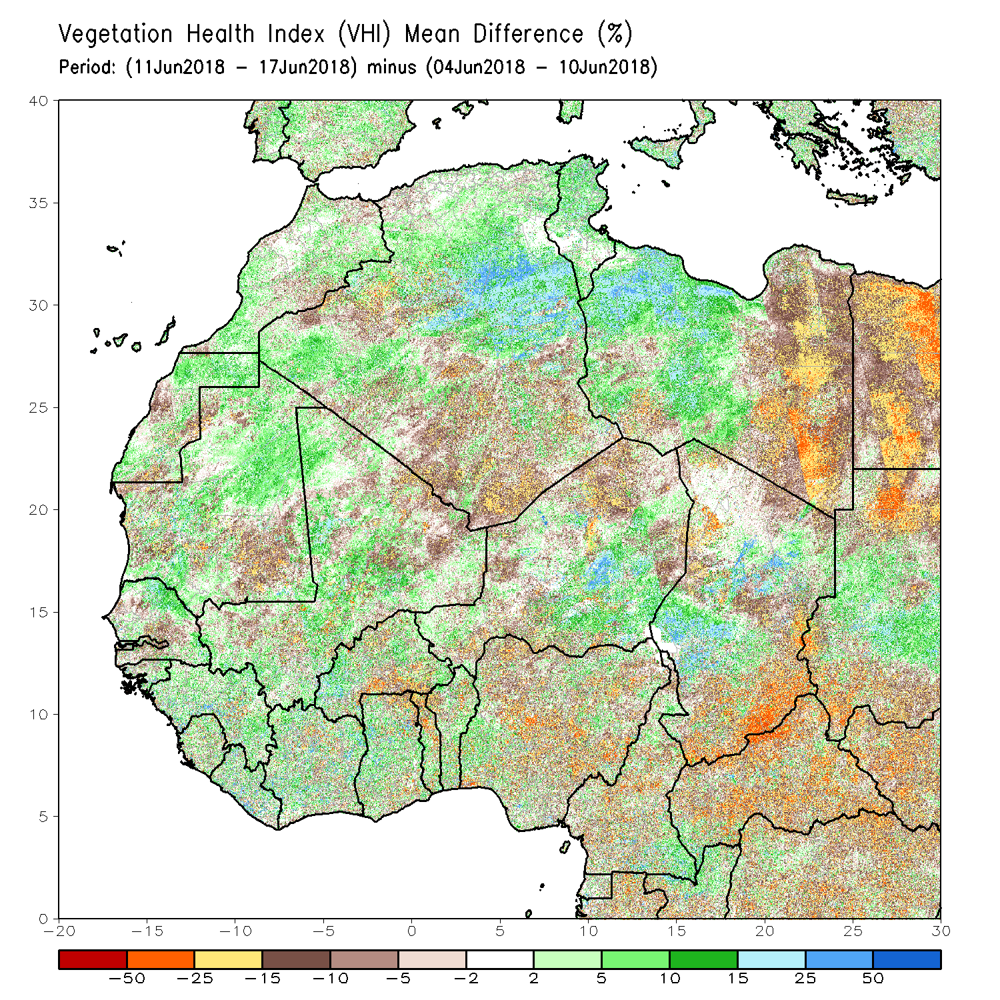 Vegetation Health Index (VHI) Mean Difference (%)
Period: (11Jun2018 − 17Jun2018) minus (04Jun2018 − 10Jun2018)
40
35
30
25
20
15
10
5
0
−20 −15 −10 −5 0 5 10 15 20 25 30
−50 −25 −15 −10 −5 −2 2 5 10 15 25 50